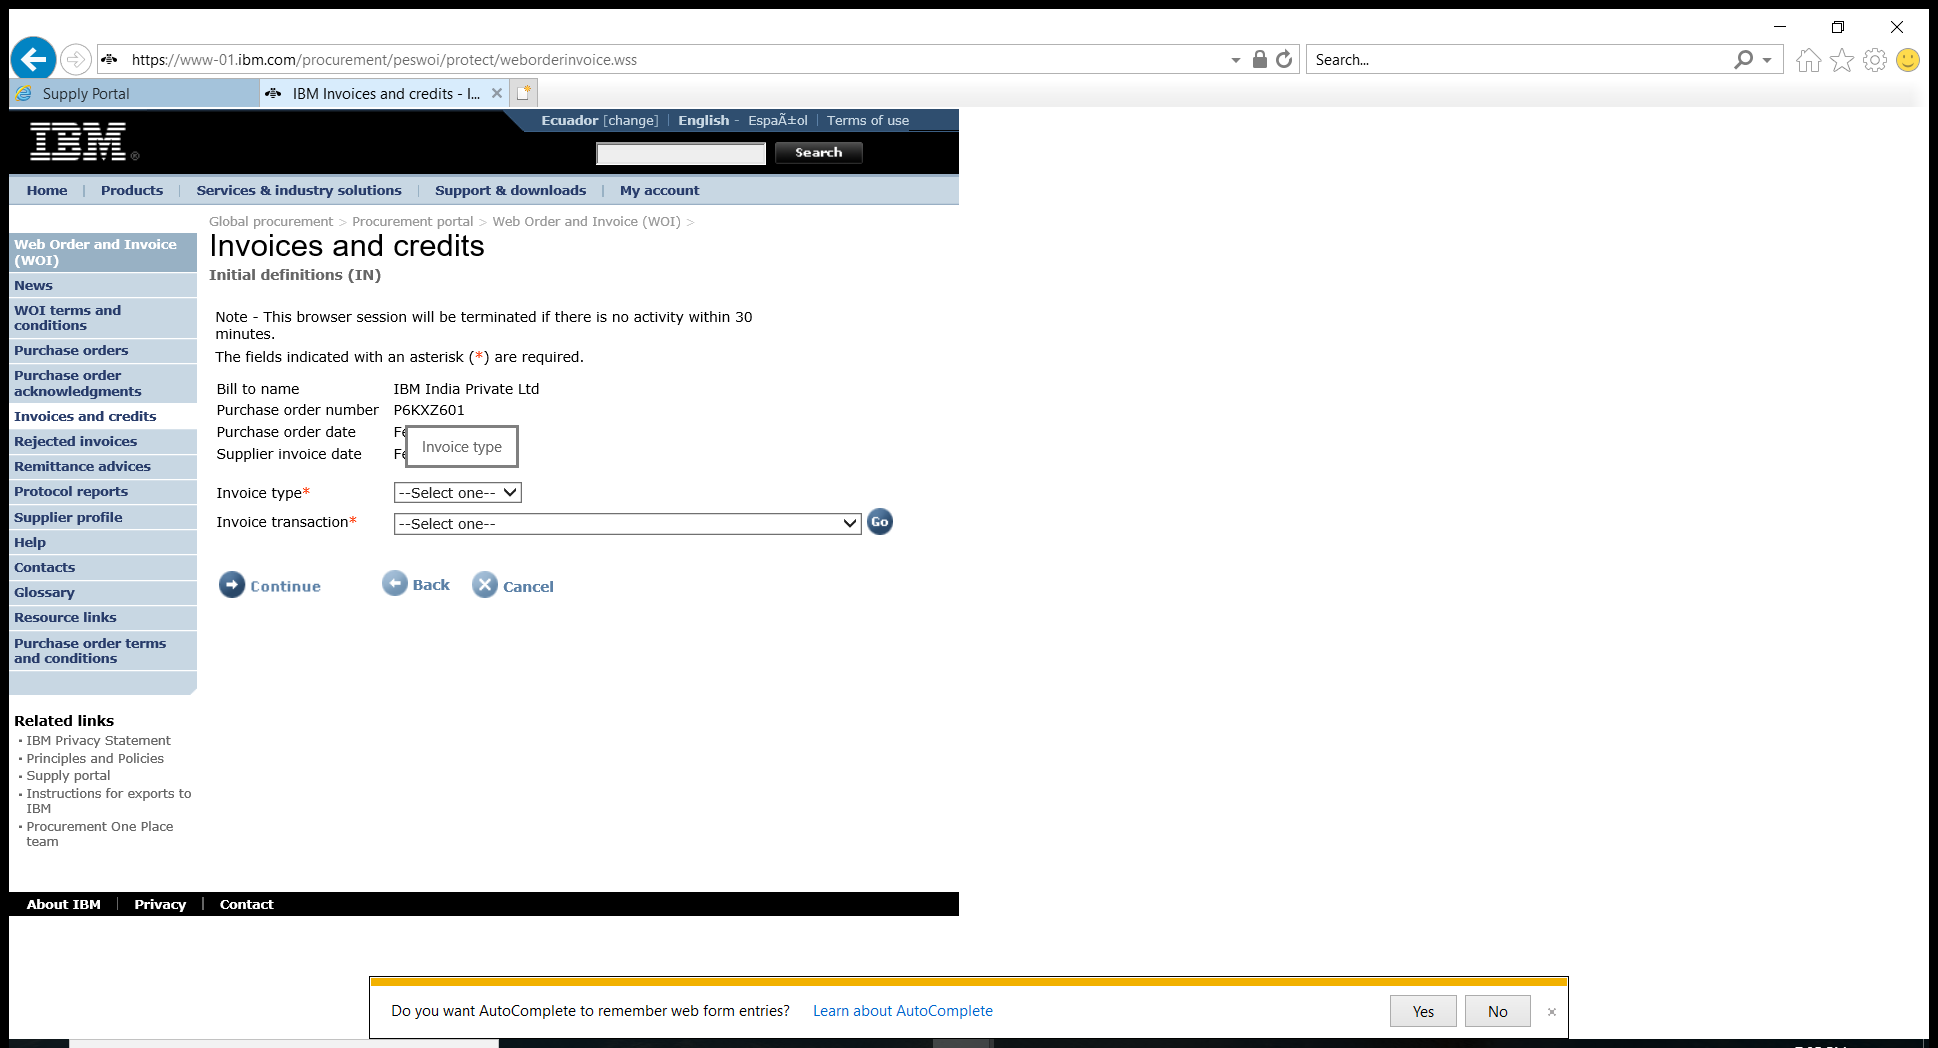 https://www-01.ibm.com/procurement/peswoi/protect/weborderinvoice.wss
Search...
Supply Portal
IBM Invoices and credits - I...
IBM
®
Ecuador [change]
English - EspaÃ±ol
Terms of use
Search
Home
Products
Services & industry solutions
Support & downloads
My account
Global procurement > Procurement portal > Web Order and Invoice (WOI) >
Invoices and credits
Initial definitions (IN)
Web Order and Invoice
(WOI)
News
WOI terms and
conditions
Purchase orders
Purchase order
acknowledgments
Invoices and credits
Rejected invoices
Remittance advices
Protocol reports
Supplier profile
Help
Contacts
Glossary
Resource links
Purchase order terms
and conditions
Note - This browser session will be terminated if there is no activity within 30
minutes.
The fields indicated with an asterisk (*) are required.
Bill to name IBM India Private Ltd
Purchase order number P6KXZ601
Purchase order date Fe
Supplier invoice date Fe
Invoice type
Invoice type* --Select one--
Invoice transaction* --Select one-- Go
Continue Back Cancel
Related links
IBM Privacy Statement
Principles and Policies
Supply portal
Instructions for exports to
IBM
Procurement One Place
team
About IBM
Privacy
Contact
Do you want AutoComplete to remember web form entries? Learn about AutoComplete
Yes
No